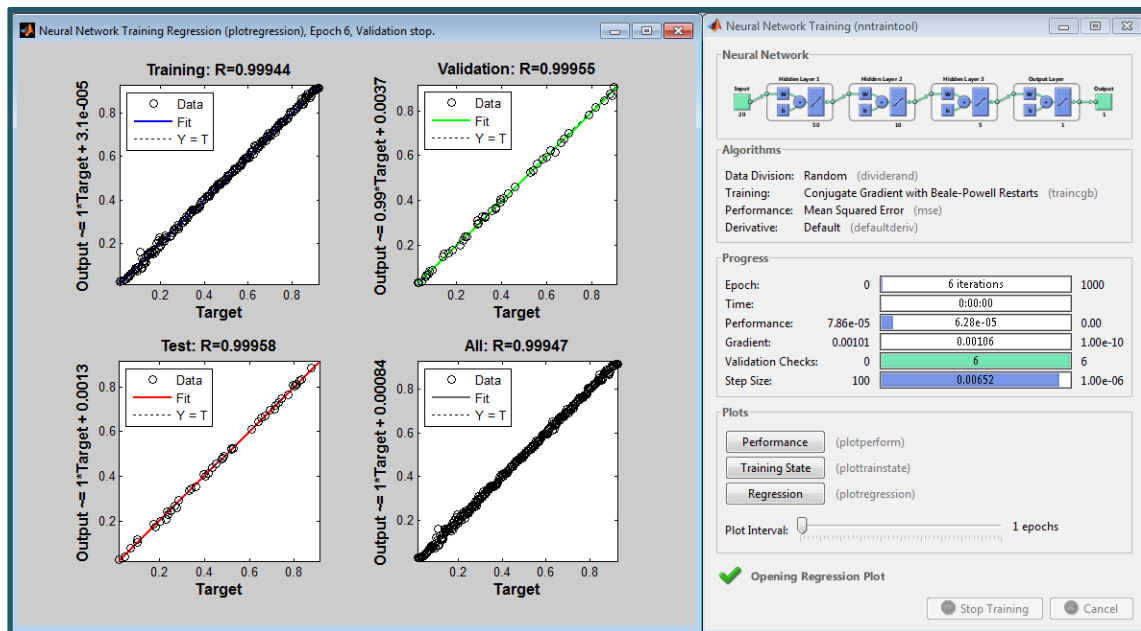 Neural Network Training Regression (plotregression), Epoch 6, Validation stop.
Training: R=0.99944
Output ~= 1*Target + 3.1e-005
Data
Fit
Y = T
0.8
0.6
0.4
0.2
0.2 0.4 0.6 0.8
Target
Validation: R=0.99955
Output ~= 0.99*Target + 0.0037
Data
Fit
Y = T
0.8
0.6
0.4
0.2
0.2 0.4 0.6 0.8
Target
Test: R=0.99958
Output ~= 1*Target + 0.0013
Data
Fit
Y = T
0.8
0.6
0.4
0.2
0.2 0.4 0.6 0.8
Target
All: R=0.99947
Output ~= 1*Target + 0.00084
Data
Fit
Y = T
0.8
0.6
0.4
0.2
0.2 0.4 0.6 0.8
Target
Neural Network Training (nntraintool)
Neural Network
Hidden Layer 1 Hidden Layer 2 Hidden Layer 3 Output Layer
Input Output
W W W W
b b b b
20 50 10 5 1 1
Algorithms
Data Division: Random (dividerand)
Training: Conjugate Gradient with Beale-Powell Restarts (traincgb)
Performance: Mean Squared Error (mse)
Derivative: Default (defaultderiv)
Progress
Epoch: 0 6 iterations 1000
Time: 0:00:00
Performance: 7.86e-05 6.28e-05 0.00
Gradient: 0.00101 0.00106 1.00e-10
Validation Checks: 0 6 6
Step Size: 100 0.00652 1.00e-06
Plots
Performance (plotperform)
Training State (plottrainstate)
Regression (plotregression)
Plot Interval: 1 epochs
Opening Regression Plot
Stop Training Cancel